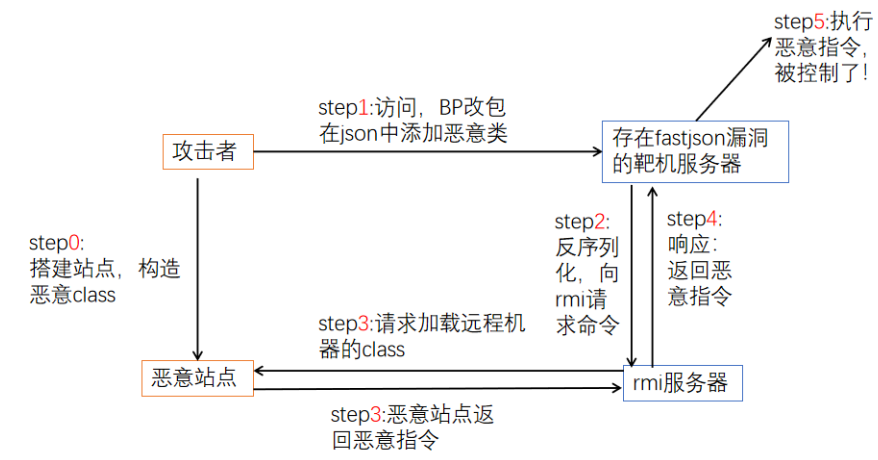 step5:执行
恶意指令，
被控制了！
step1:访问，BP改包
在json中添加恶意类
攻击者
存在fastjson漏洞
的靶机服务器
step0:
搭建站点，构造
恶意class
step2:
反序列
化，向
rmi请
求命令
step4:
响应：
返回恶
意指令
step3:请求加载远程机
器的class
恶意站点
rmi服务器
step3:恶意站点返
回恶意指令